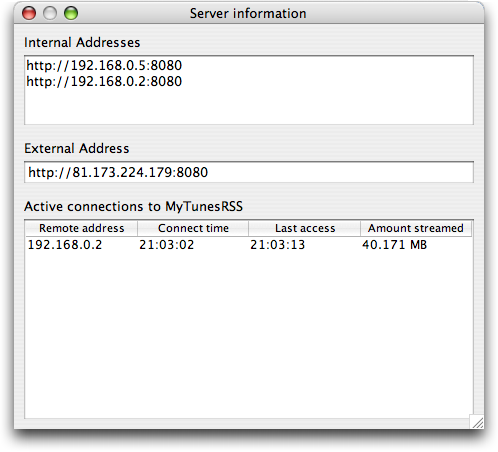 Server information
Internal Addresses
http://192.168.0.5:8080
http://192.168.0.2:8080
External Address
http://81.173.224.179:8080
Active connections to MyTunesRSS
Remote address Connect time Last access Amount streamed
192.168.0.2 21:03:02 21:03:13 40.171 MB